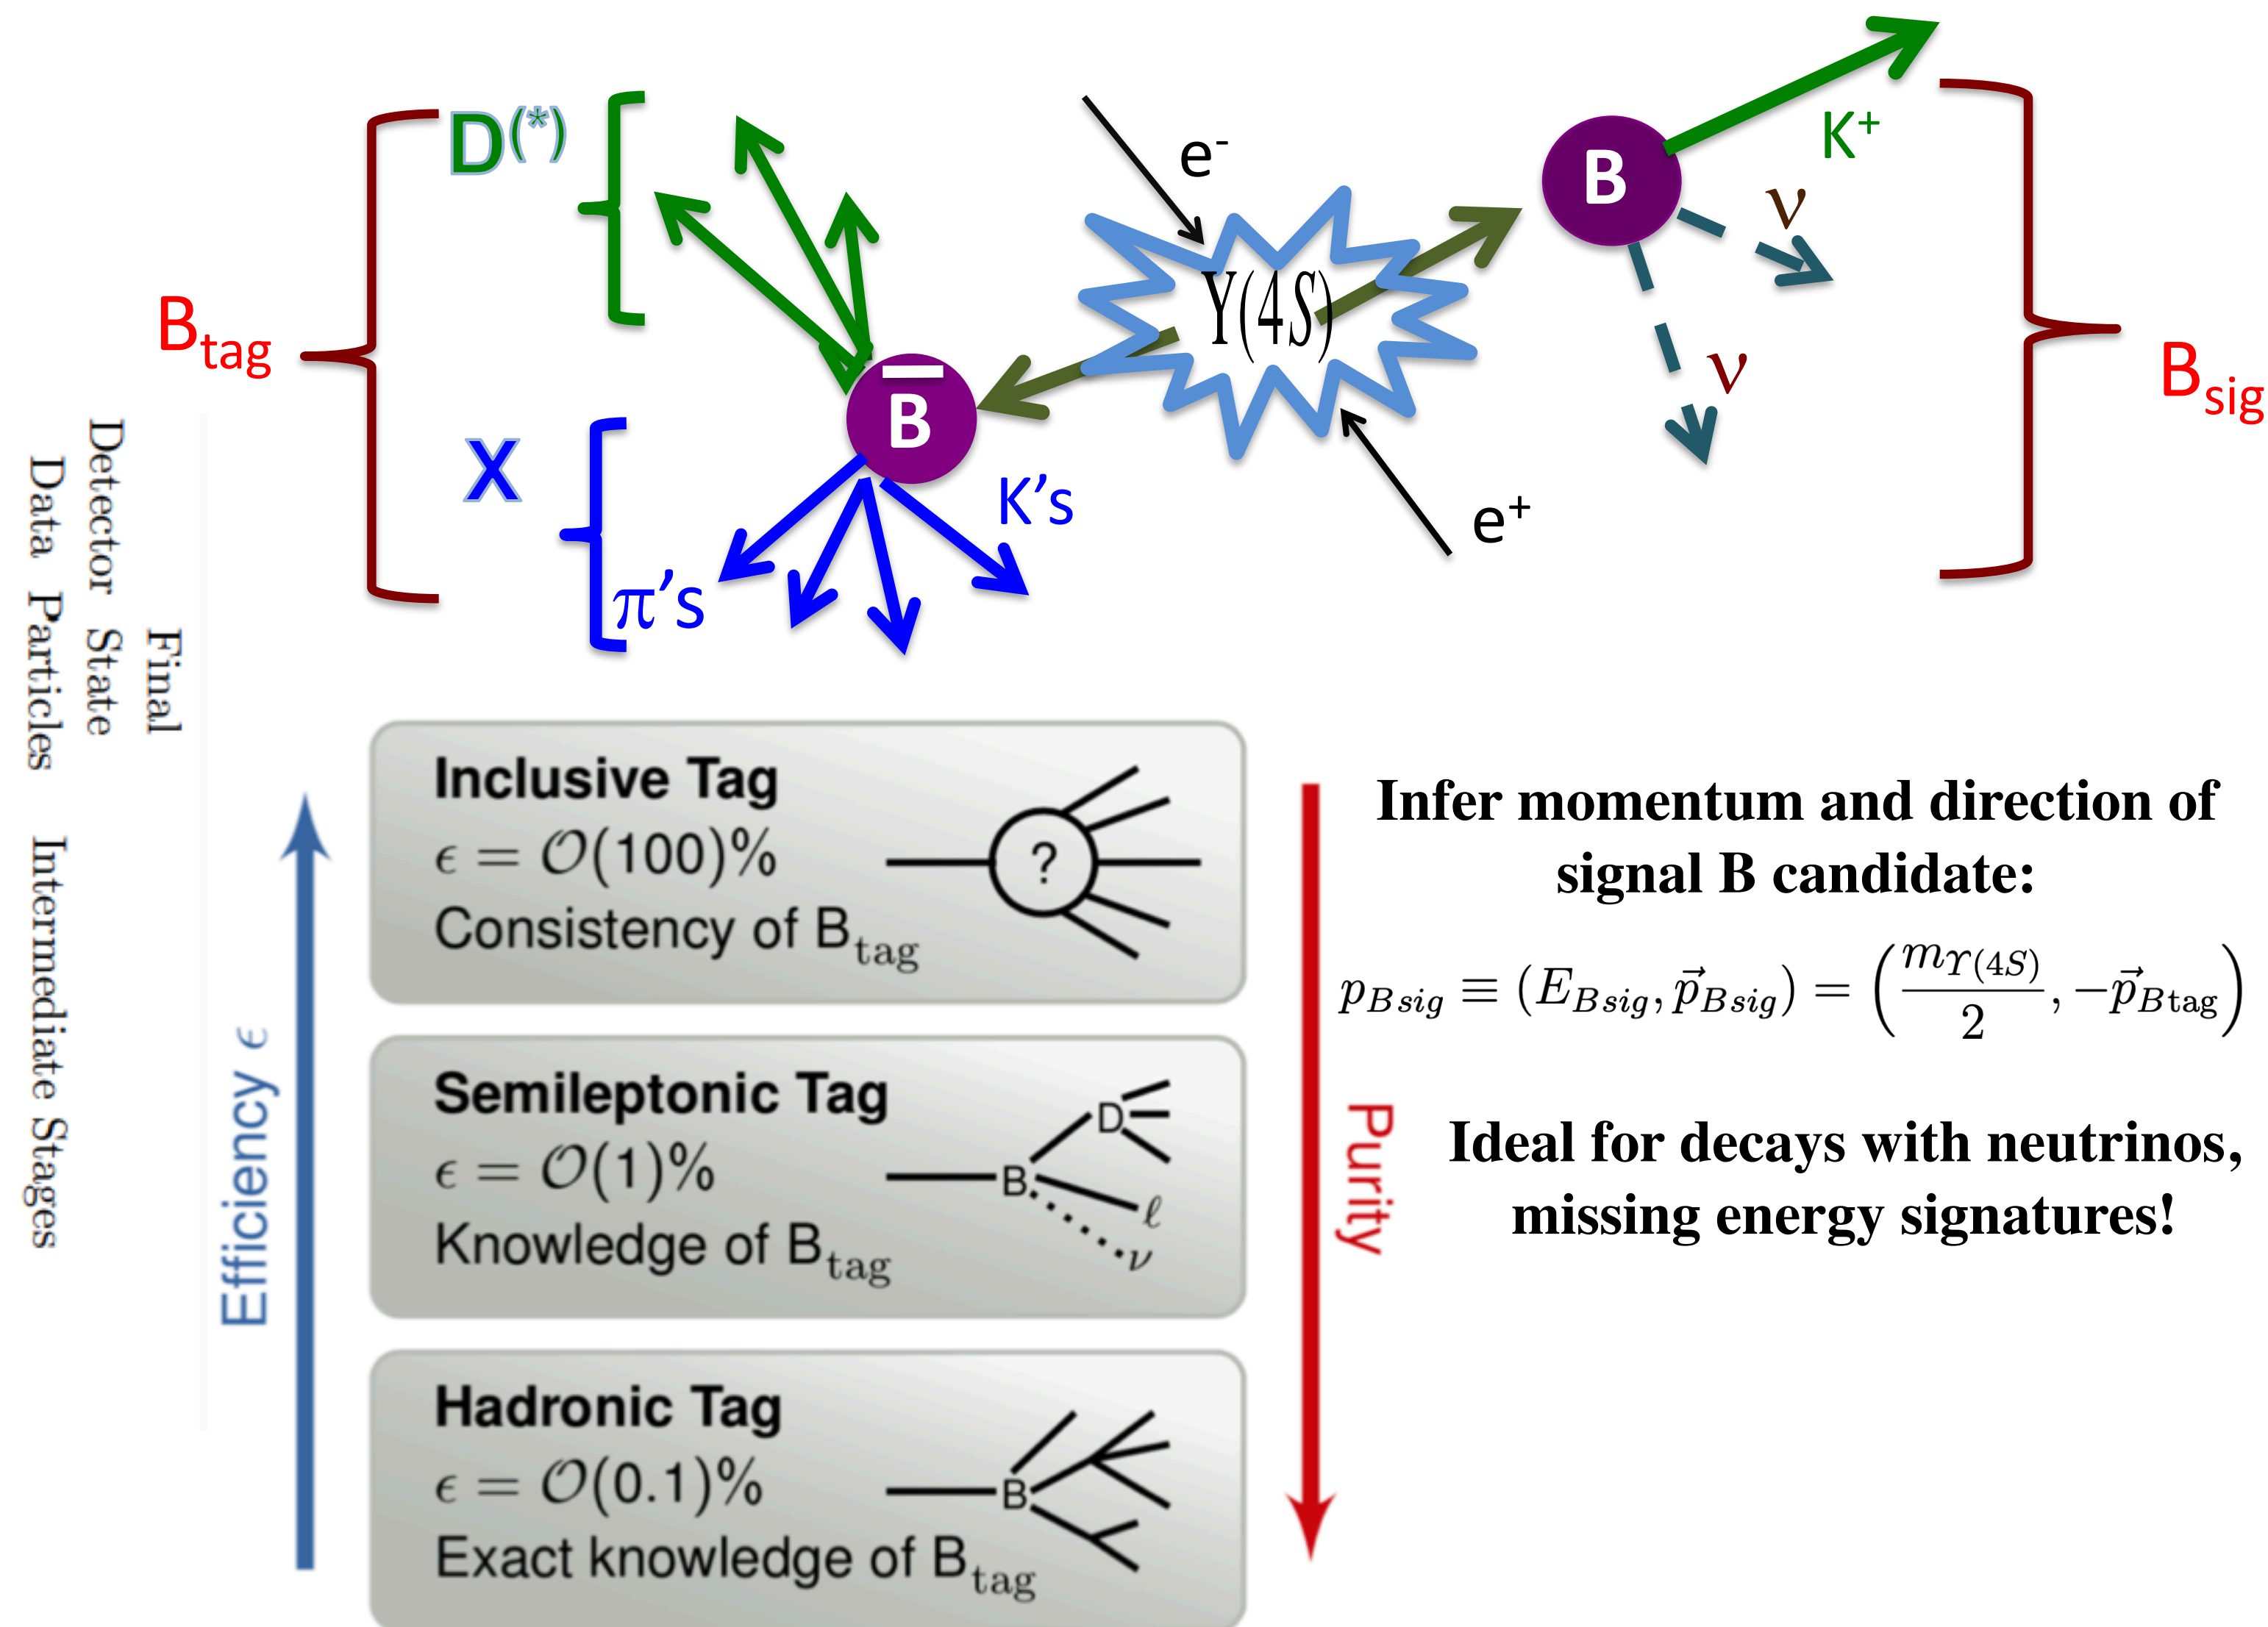 D(*)
e-
B
K+
ν
ν
Υ(4S)
Btag
Bsig
B̅
X
K's
π's
e+
Detector
Data
Final
State
Particles
Intermediate Stages
Efficiency ϵ
Inclusive Tag
ϵ = 𝒪(100)%
Consistency of Btag
?
Semileptonic Tag
ϵ = 𝒪(1)%
Knowledge of Btag
B
D
ℓ
ν
Hadronic Tag
ϵ = 𝒪(0.1)%
Exact knowledge of Btag
B
Purity
Infer momentum and direction of
signal B candidate:
pBsig ≡ (EBsig, p⃗Bsig) = (mΥ(4S)/2, −p⃗Btag)
Ideal for decays with neutrinos,
missing energy signatures!